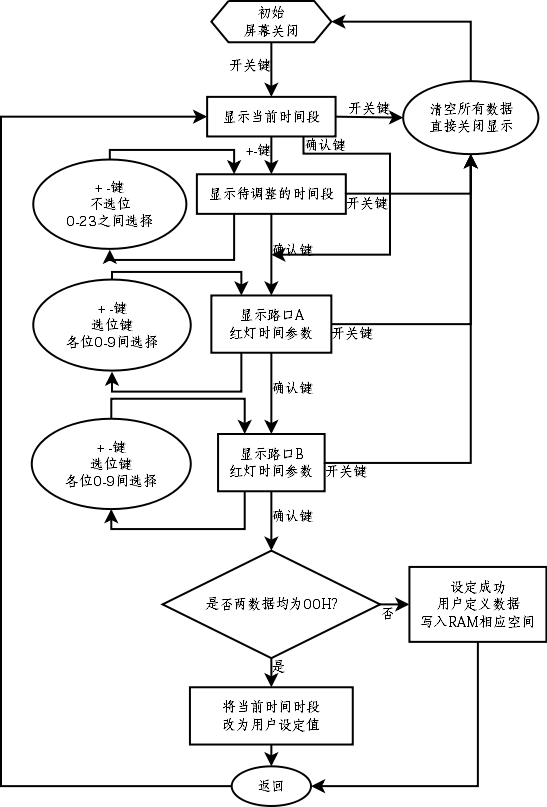 初始
屏幕关闭
开关键
显示当前时间段
开关键
清空所有数据
直接关闭显示
+-键
确认键
+ -键
不选位
0-23之间选择
显示待调整的时间段
开关键
确认键
+ -键
选位键
各位0-9间选择
显示路口A
红灯时间参数
开关键
确认键
+ -键
选位键
各位0-9间选择
显示路口B
红灯时间参数
开关键
确认键
是否两数据均为00H?
否
设定成功
用户定义数据
写入RAM相应空间
是
将当前时间时段
改为用户设定值
返回